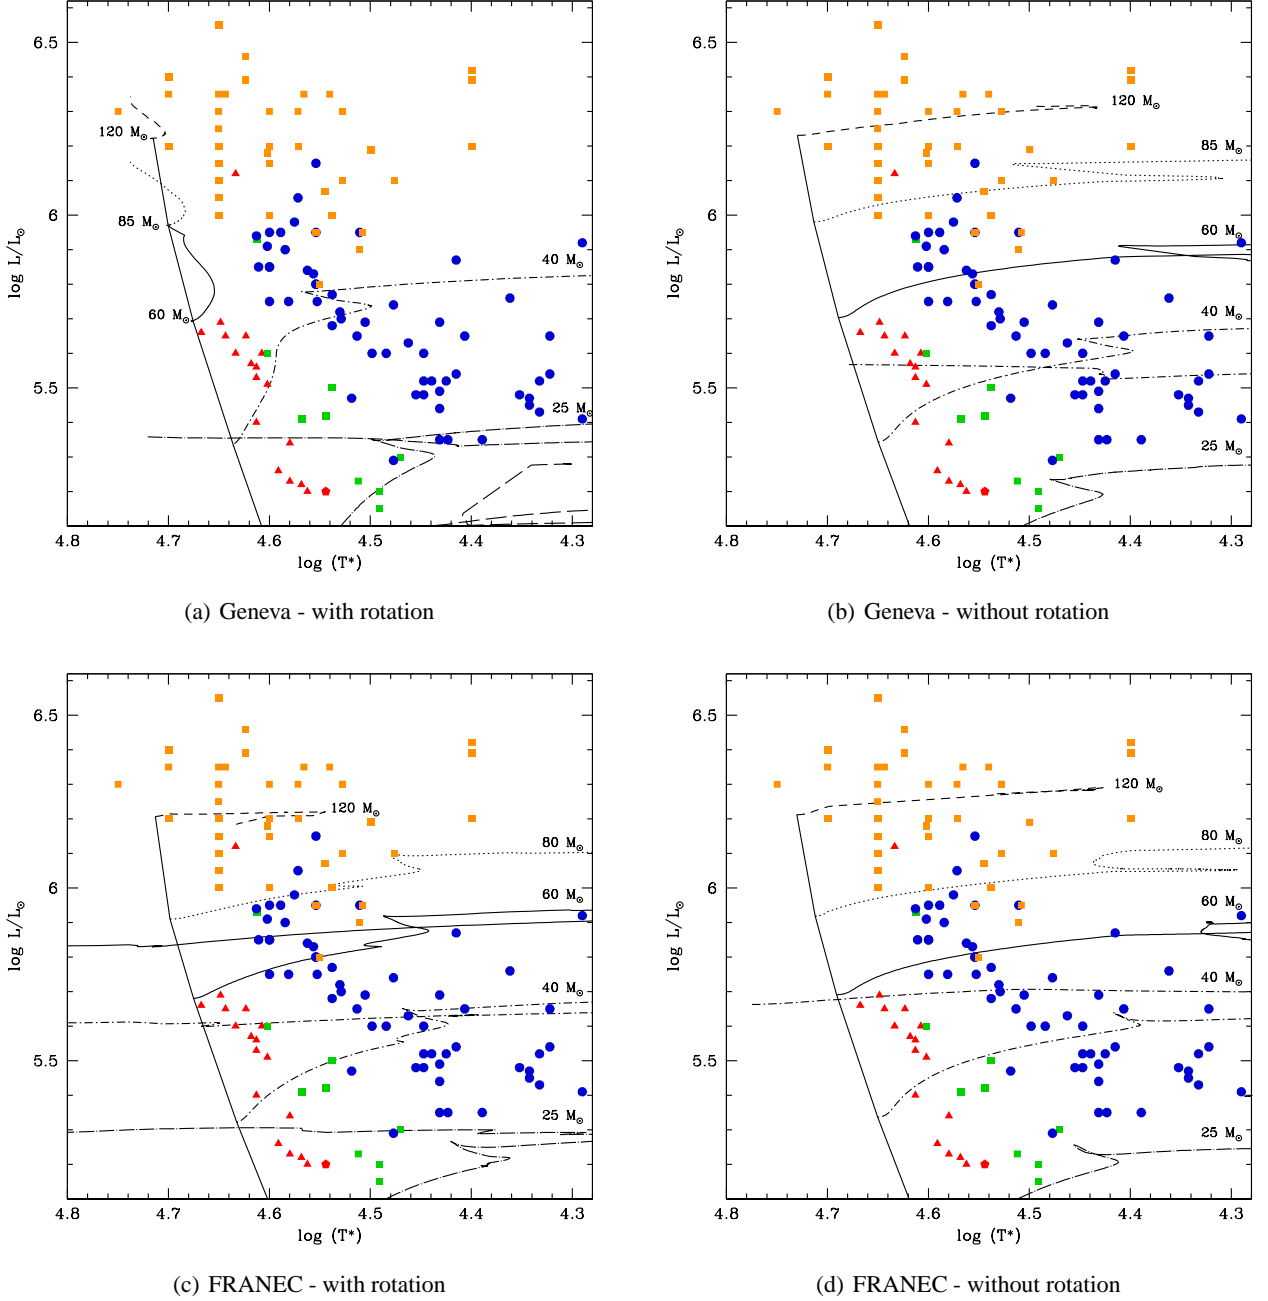 6.5
6
5.5
log L/L⊙
120 M⊙
85 M⊙
60 M⊙
40 M⊙
25 M⊙
4.8 4.7 4.6 4.5 4.4 4.3
log (T*)
(a) Geneva - with rotation
6.5
6
5.5
log L/L⊙
120 M⊙
85 M⊙
60 M⊙
40 M⊙
25 M⊙
4.8 4.7 4.6 4.5 4.4 4.3
log (T*)
(b) Geneva - without rotation
6.5
6
5.5
log L/L⊙
120 M⊙
80 M⊙
60 M⊙
40 M⊙
25 M⊙
4.8 4.7 4.6 4.5 4.4 4.3
log (T*)
(c) FRANEC - with rotation
6.5
6
5.5
log L/L⊙
120 M⊙
80 M⊙
60 M⊙
40 M⊙
25 M⊙
4.8 4.7 4.6 4.5 4.4 4.3
log (T*)
(d) FRANEC - without rotation